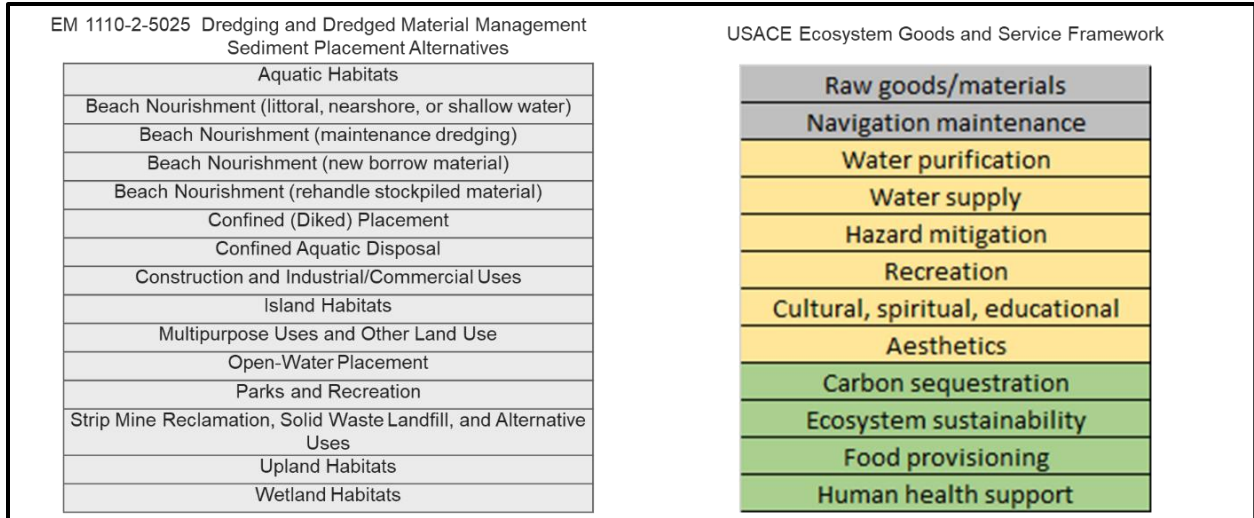 EM 1110-2-5025 Dredging and Dredged Material Management
Sediment Placement Alternatives
Aquatic Habitats
Beach Nourishment (littoral, nearshore, or shallow water)
Beach Nourishment (maintenance dredging)
Beach Nourishment (new borrow material)
Beach Nourishment (rehandle stockpiled material)
Confined (Diked) Placement
Confined Aquatic Disposal
Construction and Industrial/Commercial Uses
Island Habitats
Multipurpose Uses and Other Land Use
Open-Water Placement
Parks and Recreation
Strip Mine Reclamation, Solid Waste Landfill, and Alternative
Uses
Upland Habitats
Wetland Habitats
USACE Ecosystem Goods and Service Framework
Raw goods/materials
Navigation maintenance
Water purification
Water supply
Hazard mitigation
Recreation
Cultural, spiritual, educational
Aesthetics
Carbon sequestration
Ecosystem sustainability
Food provisioning
Human health support